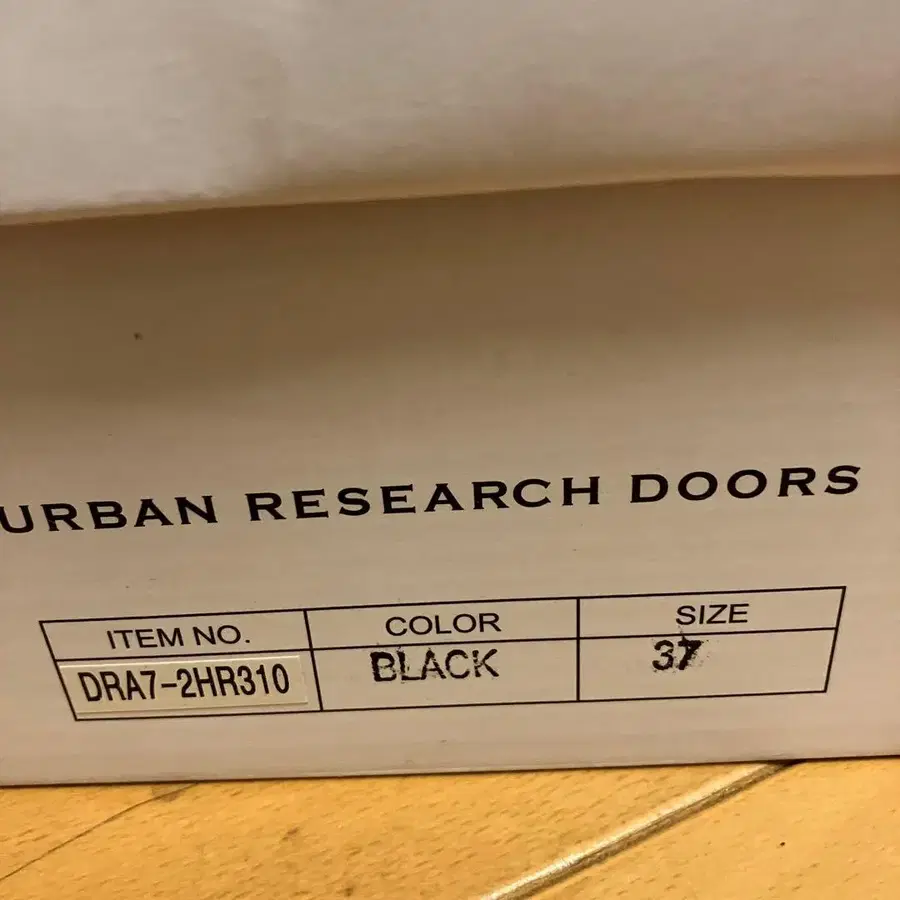 URBAN RESEARCH DOORS
ITEM NO. COLOR SIZE
DRA7-2HR310 BLACK 37